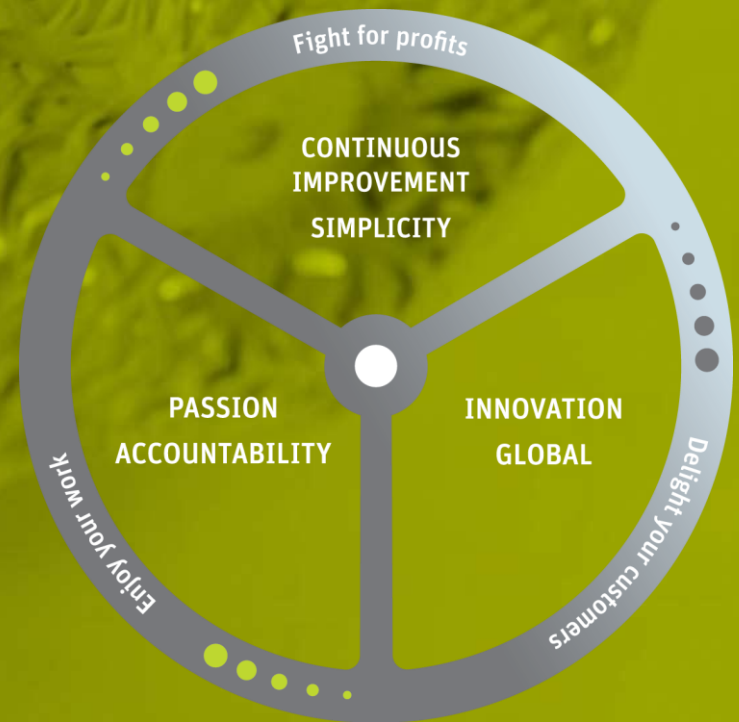 Fight for profits
CONTINUOUS
IMPROVEMENT
SIMPLICITY
PASSION
ACCOUNTABILITY
INNOVATION
GLOBAL
Enjoy your work
Delight your customers